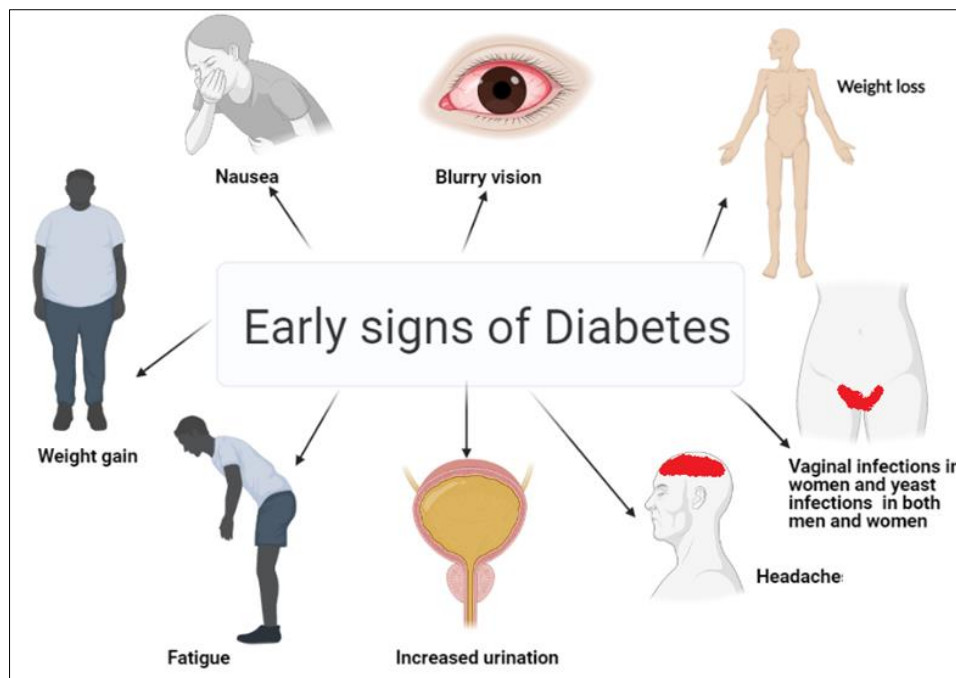 Weight loss
Nausea
Blurry vision
Early signs of Diabetes
Weight gain
Vaginal infections in
women and yeast
infections in both
men and women
Headache
Fatigue
Increased urination